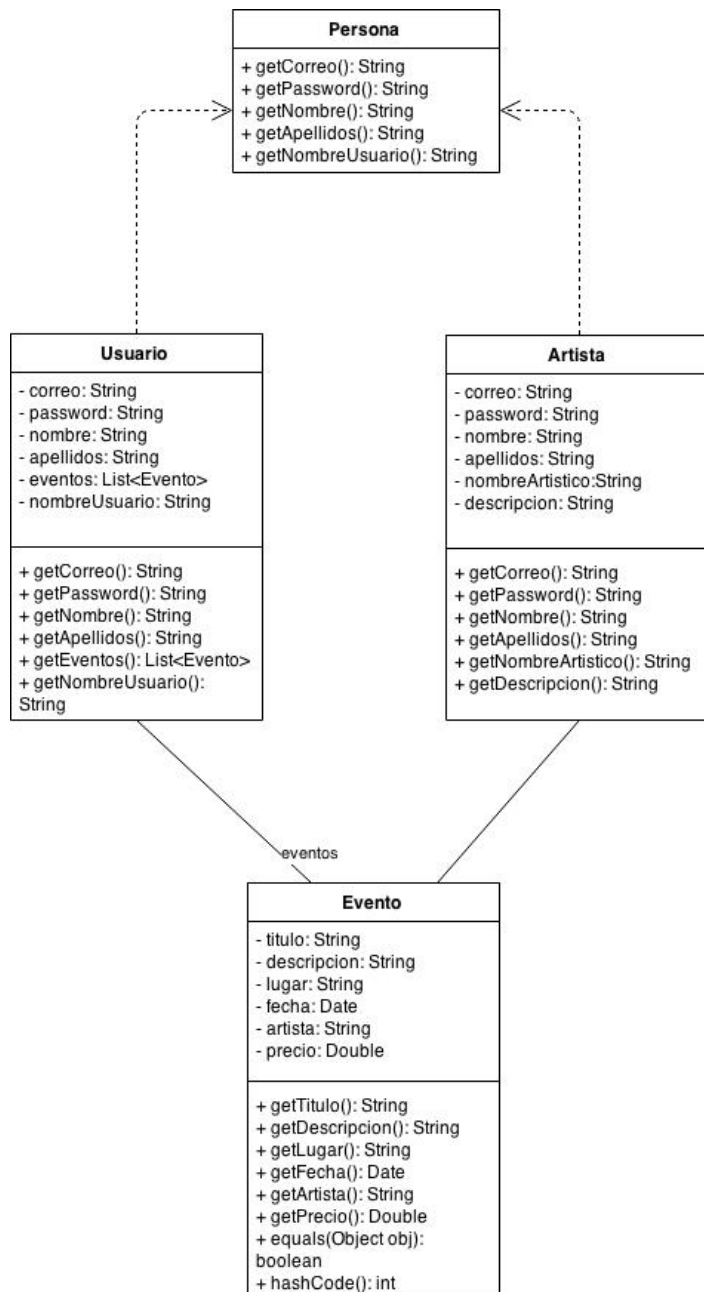 Persona
+ getCorreo(): String
+ getPassword(): String
+ getNombre(): String
+ getApellidos(): String
+ getNombreUsuario(): String
Usuario
- correo: String
- password: String
- nombre: String
- apellidos: String
- eventos: List<Evento>
- nombreUsuario: String
+ getCorreo(): String
+ getPassword(): String
+ getNombre(): String
+ getApellidos(): String
+ getEventos(): List<Evento>
+ getNombreUsuario():
String
Artista
- correo: String
- password: String
- nombre: String
- apellidos: String
- nombreArtistico:String
- descripcion: String
+ getCorreo(): String
+ getPassword(): String
+ getNombre(): String
+ getApellidos(): String
+ getNombreArtistico(): String
+ getDescripcion(): String
eventos
Evento
- titulo: String
- descripcion: String
- lugar: String
- fecha: Date
- artista: String
- precio: Double
+ getTitulo(): String
+ getDescripcion(): String
+ getLugar(): String
+ getFecha(): Date
+ getArtista(): String
+ getPrecio(): Double
+ equals(Object obj):
boolean
+ hashCode(): int